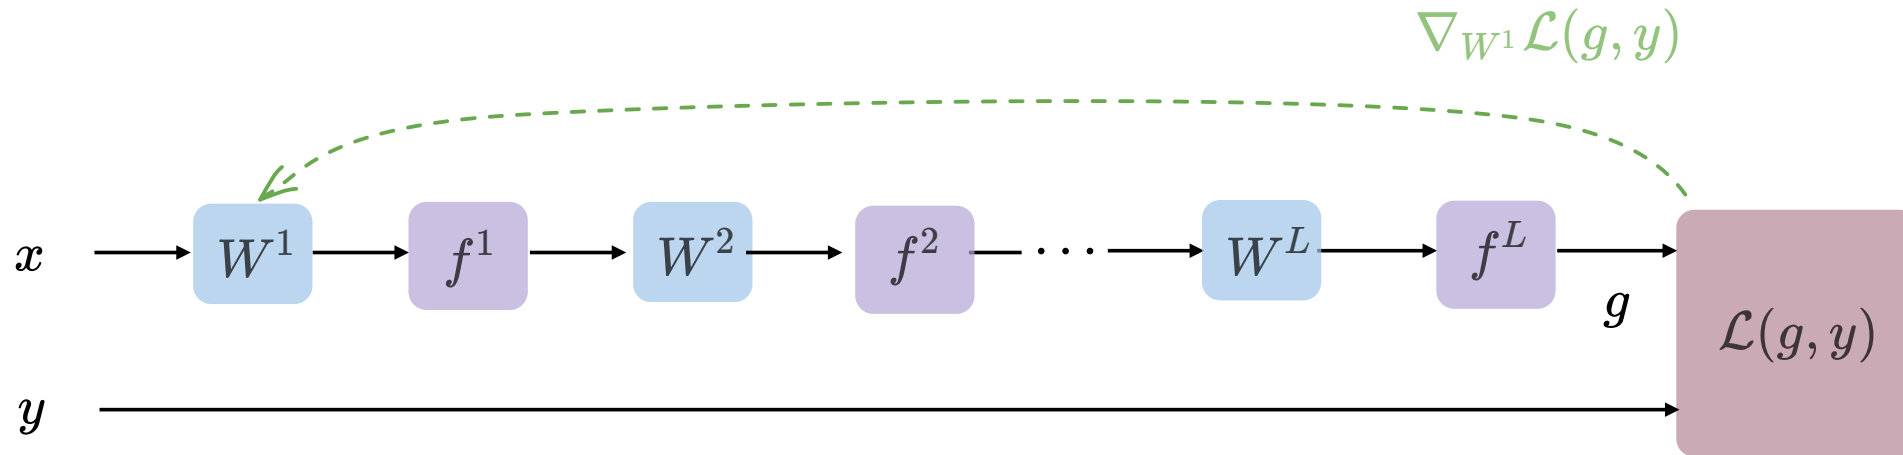 ∇_{W^1} ℒ(g, y)
x W^1 f^1 W^2 f^2 ··· W^L f^L
g
ℒ(g, y)
y